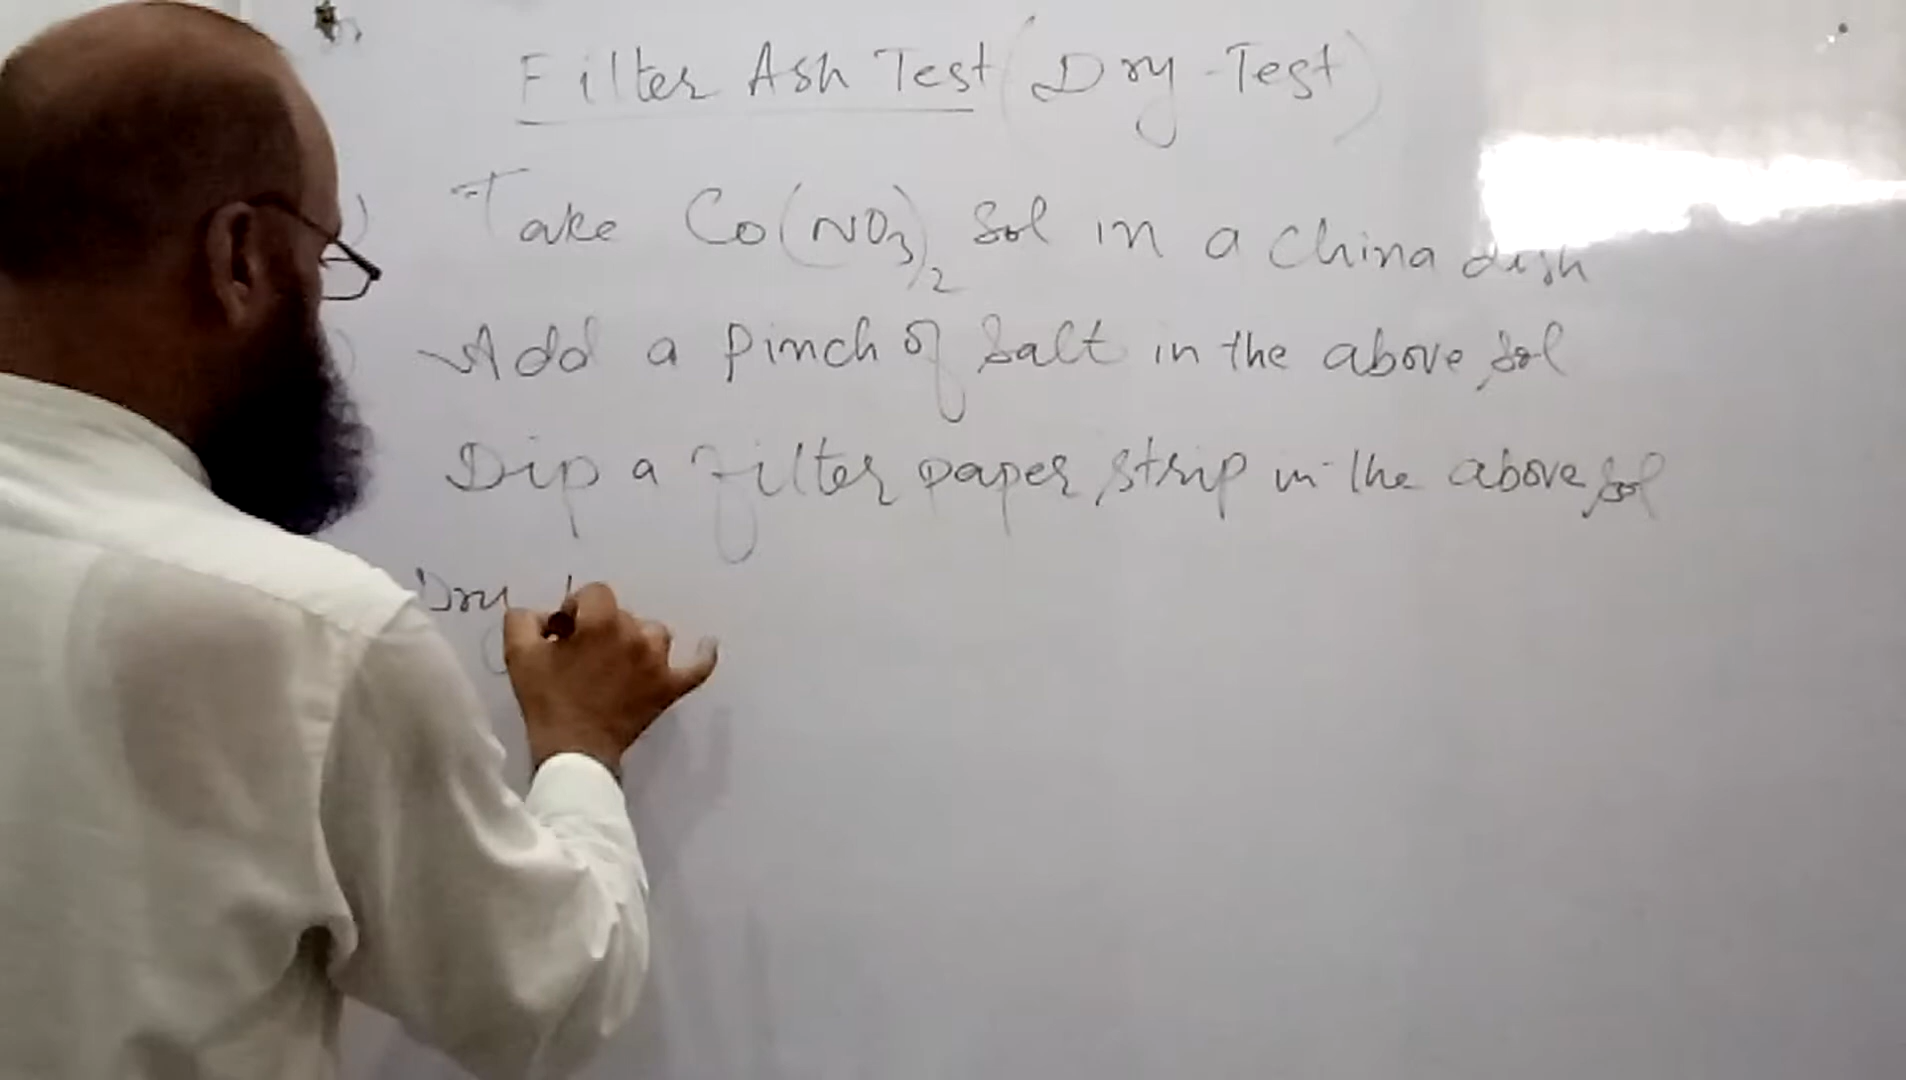 Filter Ash Test (Dry-Test)
) Take Co(NO3)2 Sol in a China dish
) Add a pinch of Salt in the above Sol
Dip a filter paper strip in the above Sol
Dry